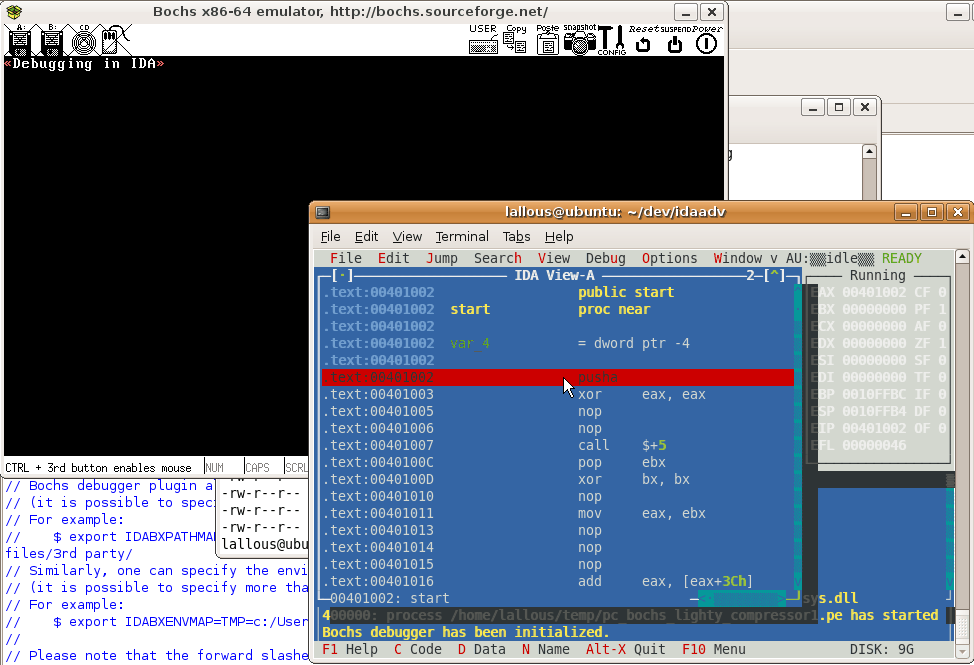 Bochs x86-64 emulator, http://bochs.sourceforge.net/
A: B: CD USER Copy Paste snapshot CONFIG Reset SUSPEND Power
«Debugging in IDA»
CTRL + 3rd button enables mouse NUM CAPS SCRL
// Bochs debugger plugin a
// (it is possible to speci
// For example:
// $ export IDABXPATHMAP
files/3rd party/
// Similarly, one can specify the envi
// (it is possible to specify more tha
// For example:
// $ export IDABXENVMAP=TMP=c:/User
//
// Please note that the forward slashe
-rw-r--r--
-rw-r--r--
-rw-r--r--
-rw-r--r--
lallous@ubu
lallous@ubuntu: ~/dev/idaadv
File Edit View Terminal Tabs Help
File Edit Jump Search View Debug Options Window v AU:▒▒idle▒▒ READY
[·] IDA View-A 2-[^] Running
.text:00401002 public start
.text:00401002 start proc near
.text:00401002
.text:00401002 var_4 = dword ptr -4
.text:00401002
.text:00401002 pusha
.text:00401003 xor eax, eax
.text:00401005 nop
.text:00401006 nop
.text:00401007 call $+5
.text:0040100C pop ebx
.text:0040100D xor bx, bx
.text:00401010 nop
.text:00401011 mov eax, ebx
.text:00401013 nop
.text:00401014 nop
.text:00401015 nop
.text:00401016 add eax, [eax+3Ch]
00401002: start
EAX 00401002 CF 0
EBX 00000000 PF 1
ECX 00000000 AF 0
EDX 00000000 ZF 1
ESI 00000000 SF 0
EDI 00000000 TF 0
EBP 0010FFBC IF 0
ESP 0010FFB4 DF 0
EIP 00401002 OF 0
EFL 00000046
sys.dll
400000: process /home/lallous/temp/pc_bochs_lighty_compressor1.pe has started
Bochs debugger has been initialized.
F1 Help C Code D Data N Name Alt-X Quit F10 Menu DISK: 9G